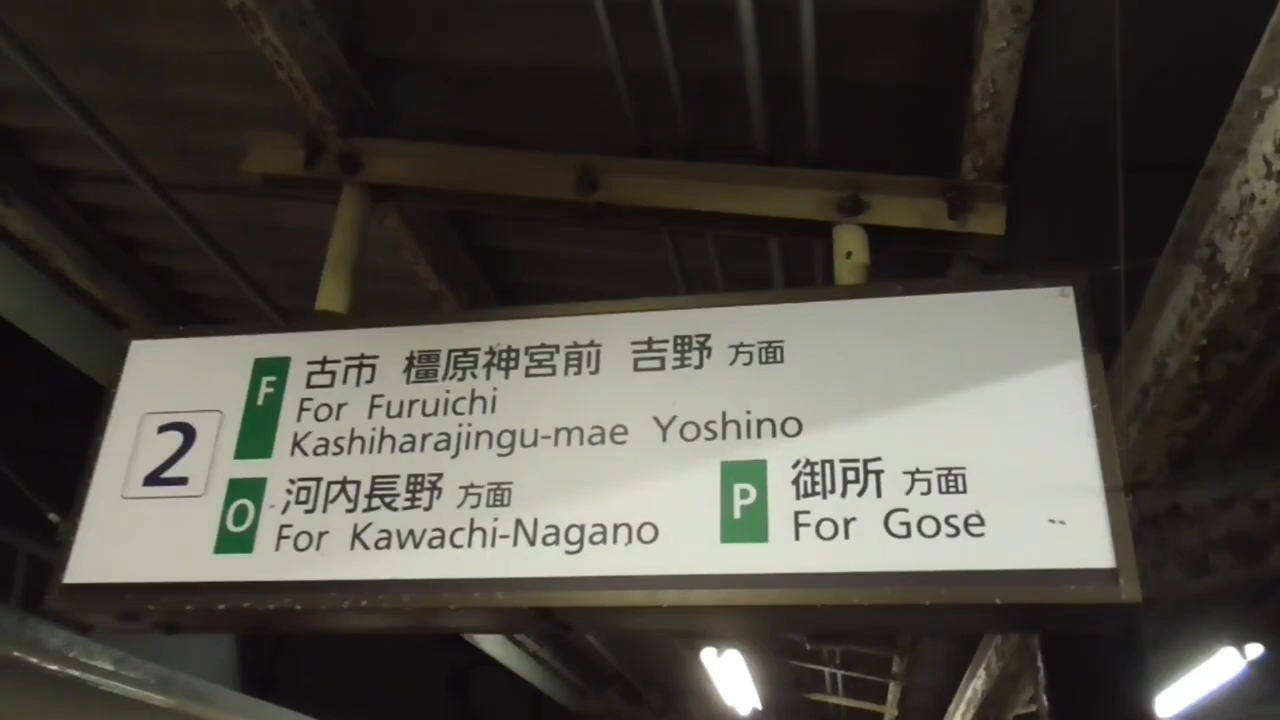 2
F 古市 橿原神宮前 吉野 方面
For Furuichi
Kashiharajingu-mae Yoshino
O 河内長野 方面
For Kawachi-Nagano
P 御所 方面
For Gose